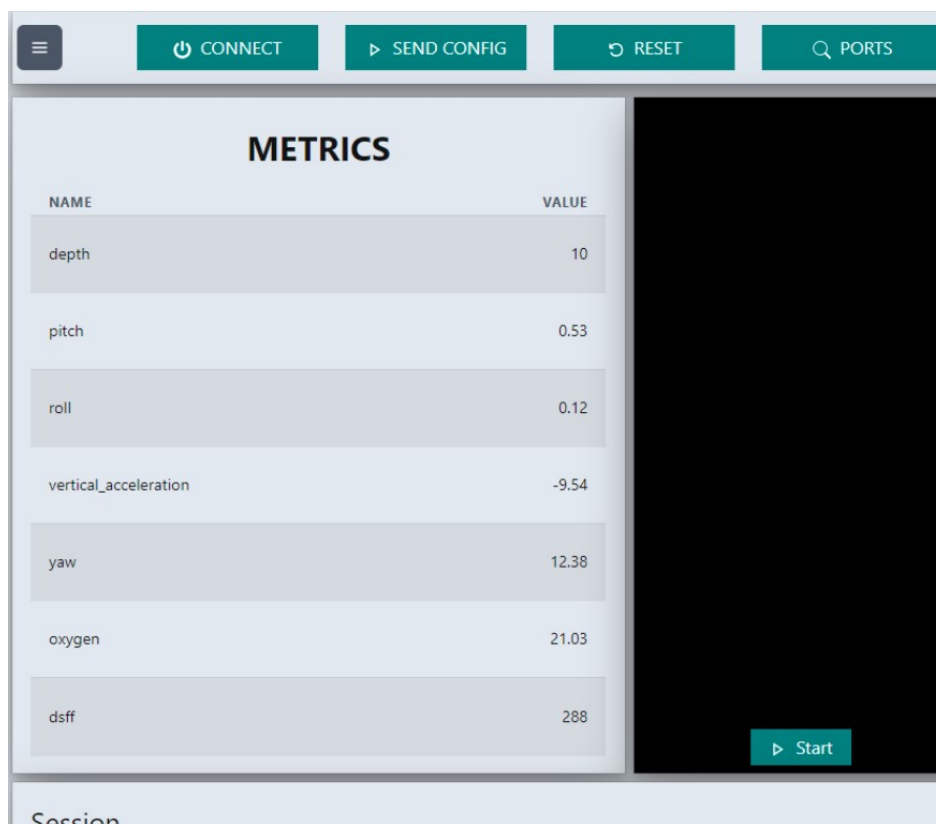 CONNECT SEND CONFIG RESET PORTS
METRICS
NAME VALUE
depth 10
pitch 0.53
roll 0.12
vertical_acceleration -9.54
yaw 12.38
oxygen 21.03
dsff 288
Start
Session